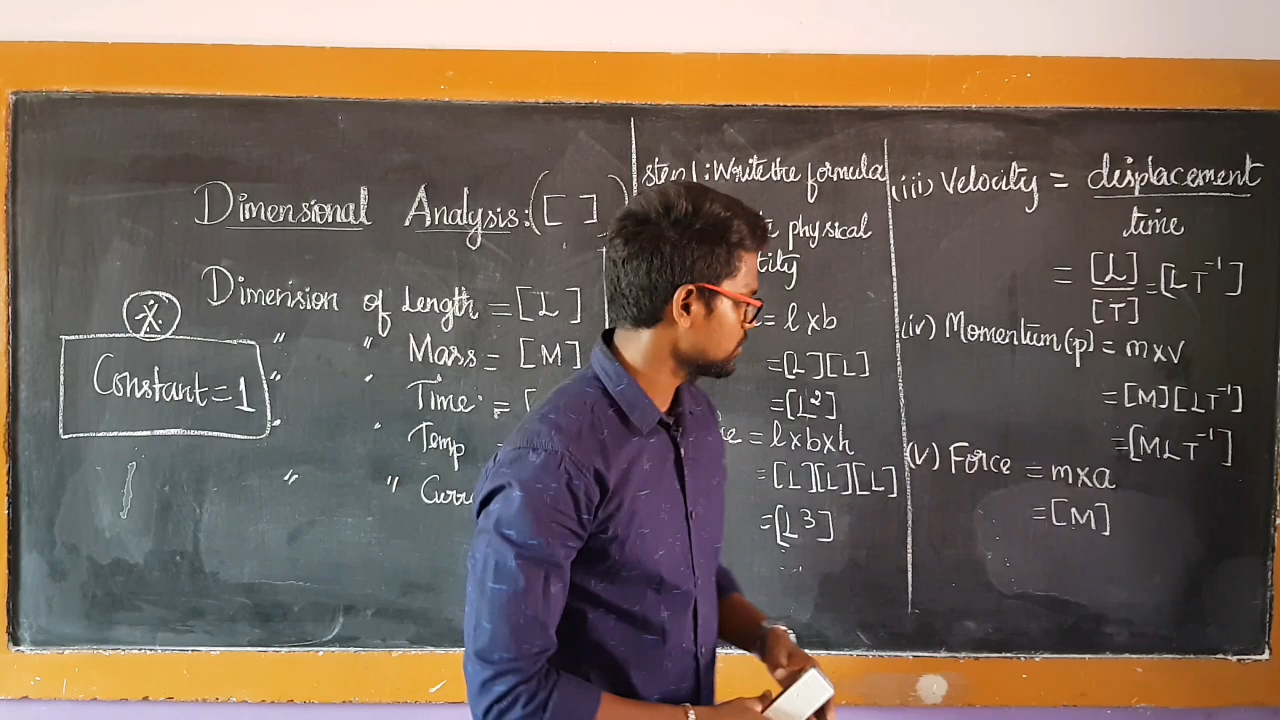 Dimensional Analysis: ([ ])
Dimension of Length = [L]
" " Mass = [M]
" " Time = [
" " Temp =
" "
Constant = 1
Step 1: Write the formula
physical
= l×b
=[L][L]
=[L²]
= l×b×h
=[L][L][L]
=[L³]
(iii) Velocity = displacement
time
= [L]
[T]
=[LT⁻¹]
(iv) Momentum(p) = m×v
=[M][LT⁻¹]
=[MLT⁻¹]
(v) Force = m×a
=[M]